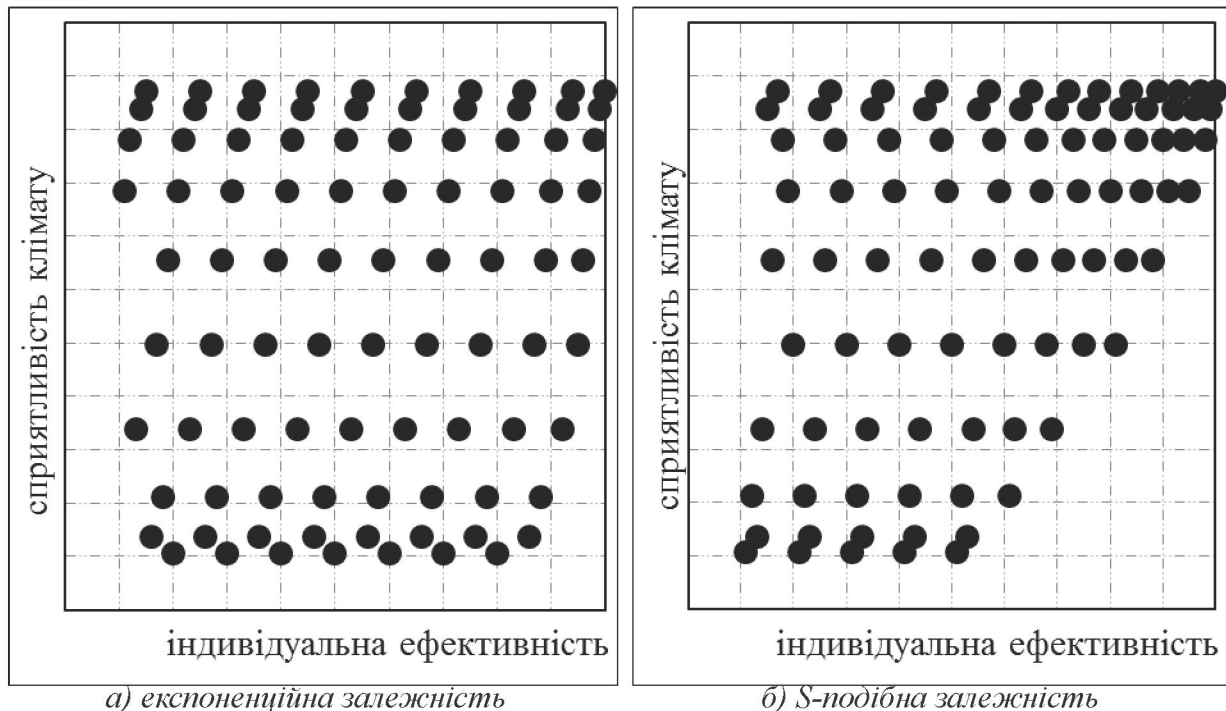 сприятливість клімату
індивідуальна ефективність
а) експоненційна залежність
сприятливість клімату
індивідуальна ефективність
б) S-подібна залежність